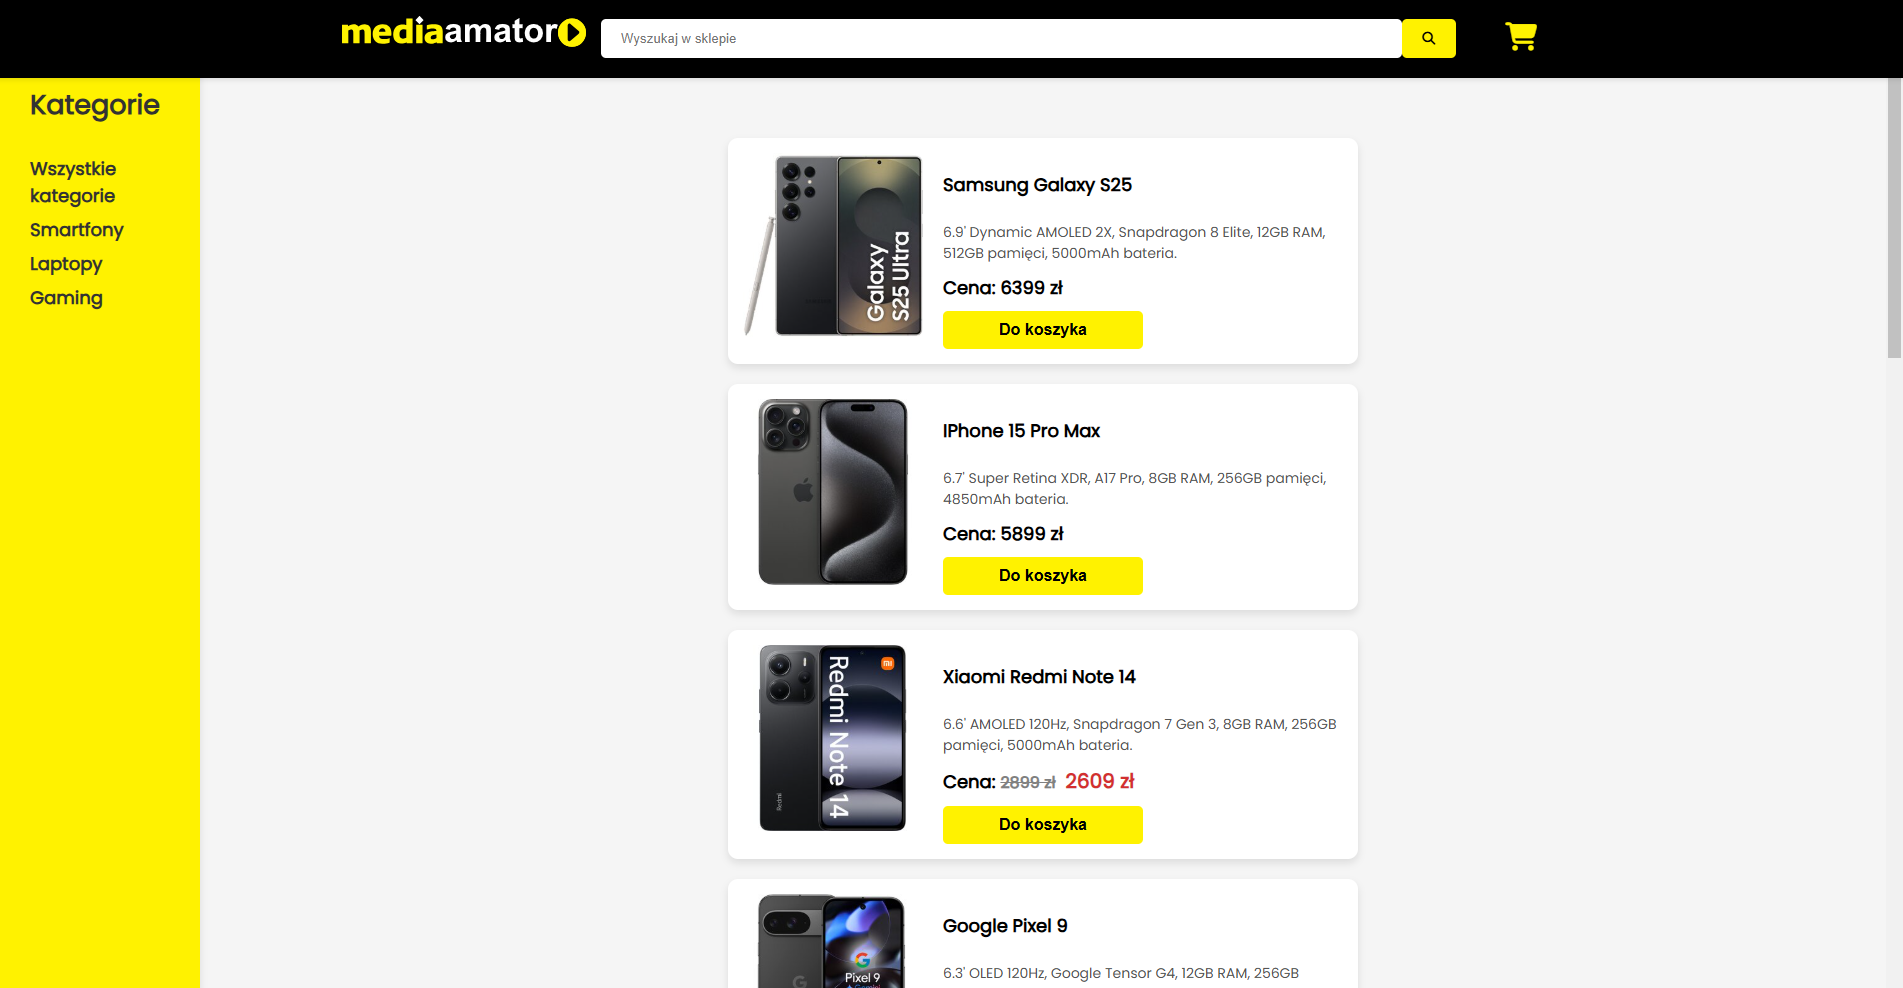 mediaamator
Wyszukaj w sklepie
Kategorie
Wszystkie
kategorie
Smartfony
Laptopy
Gaming
Galaxy
S25 Ultra
Samsung Galaxy S25
6.9' Dynamic AMOLED 2X, Snapdragon 8 Elite, 12GB RAM,
512GB pamięci, 5000mAh bateria.
Cena: 6399 zł
Do koszyka
IPhone 15 Pro Max
6.7' Super Retina XDR, A17 Pro, 8GB RAM, 256GB pamięci,
4850mAh bateria.
Cena: 5899 zł
Do koszyka
Redmi Note 14
Redmi
Xiaomi Redmi Note 14
6.6' AMOLED 120Hz, Snapdragon 7 Gen 3, 8GB RAM, 256GB
pamięci, 5000mAh bateria.
Cena: 2899 zł 2609 zł
Do koszyka
Pixel 9
Google Pixel 9
6.3' OLED 120Hz, Google Tensor G4, 12GB RAM, 256GB